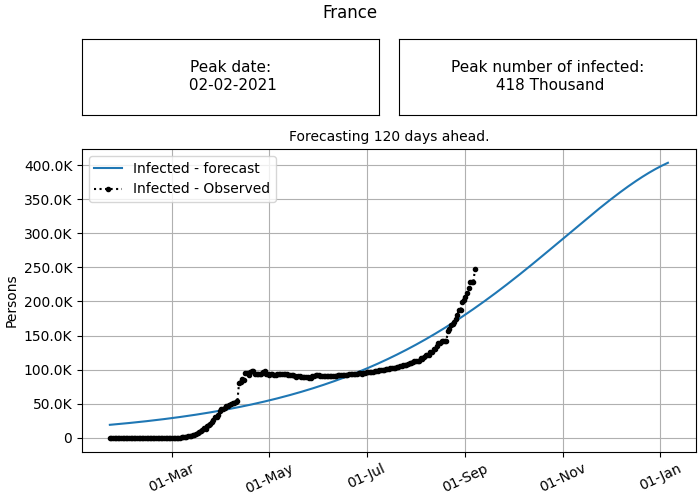 France
Peak date:
02-02-2021
Peak number of infected:
418 Thousand
Forecasting 120 days ahead.
Infected - forecast
Infected - Observed
Persons
400.0K
350.0K
300.0K
250.0K
200.0K
150.0K
100.0K
50.0K
0
01-Mar
01-May
01-Jul
01-Sep
01-Nov
01-Jan